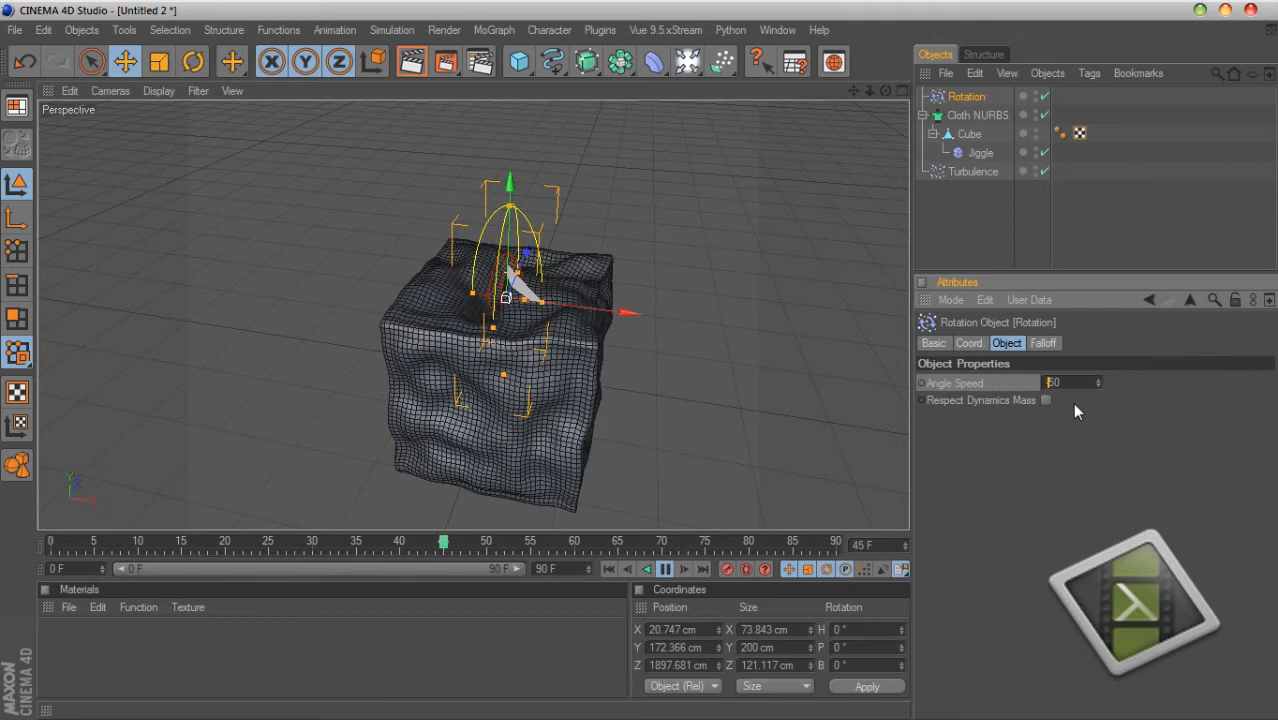 CINEMA 4D Studio - [Untitled 2 *]
File Edit Objects Tools Selection Structure Functions Animation Simulation Render MoGraph Character Plugins Vue 9.5 xStream Python Window Help
X Y Z
Objects Structure
File Edit View Objects Tags Bookmarks
Edit Cameras Display Filter View
Perspective
Rotation
Cloth NURBS
Cube
Jiggle
Turbulence
Attributes
Mode Edit User Data
Rotation Object [Rotation]
Basic Coord. Object Falloff
Object Properties
Angle Speed 50
Respect Dynamics Mass
Y Z X
0 5 10 15 20 25 30 35 40 50 55 60 65 70 75 80 85 90 45 F
0 F 0 F 90 F 90 F
Materials
File Edit Function Texture
Coordinates
Position Size Rotation
X 20.747 cm X 73.843 cm H 0 °
Y 172.366 cm Y 200 cm P 0 °
Z 1897.681 cm Z 121.117 cm B 0 °
Object (Rel) Size Apply
MAXON
CINEMA 4D